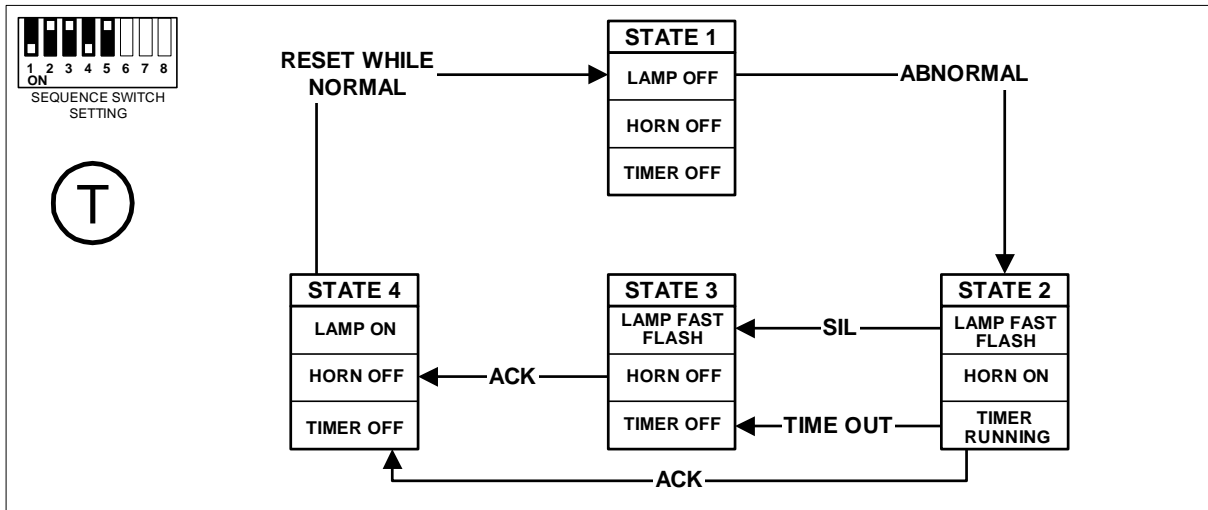 1 2 3 4 5 6 7 8
ON
SEQUENCE SWITCH
SETTING
T
RESET WHILE
NORMAL
STATE 1
LAMP OFF
HORN OFF
TIMER OFF
ABNORMAL
STATE 4
LAMP ON
HORN OFF
TIMER OFF
ACK
STATE 3
LAMP FAST
FLASH
HORN OFF
TIMER OFF
SIL
TIME OUT
STATE 2
LAMP FAST
FLASH
HORN ON
TIMER
RUNNING
ACK